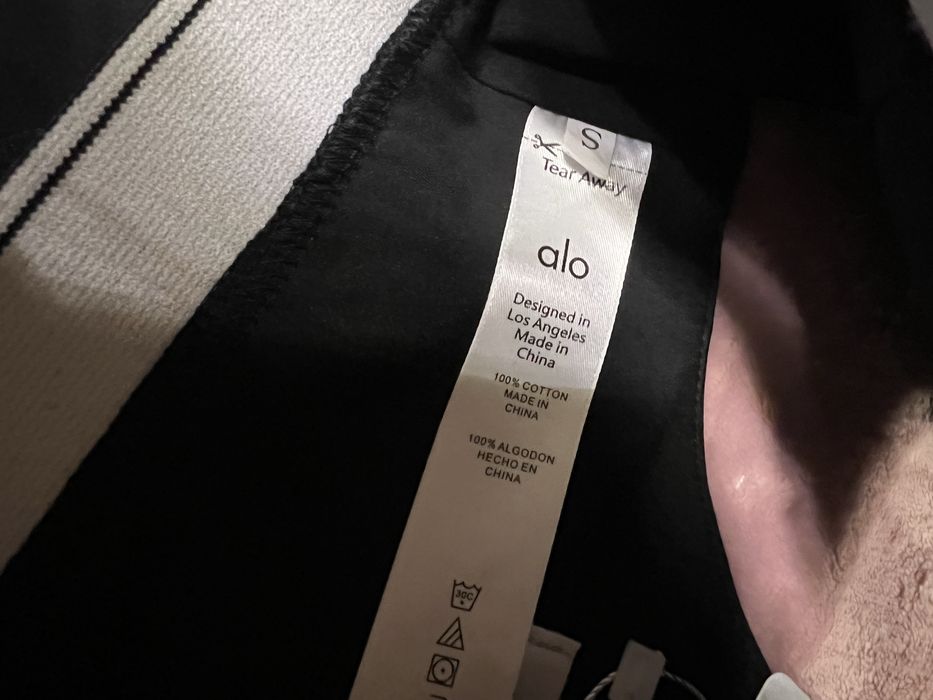 S
Tear Away
alo
Designed in
Los Angeles
Made in
China
100% COTTON
MADE IN
CHINA
100% ALGODON
HECHO EN
CHINA
30C